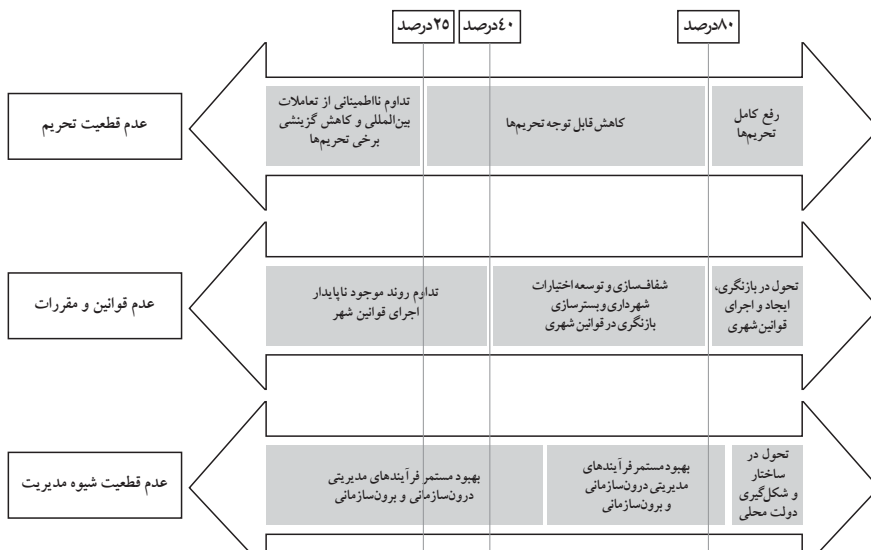 ۸۰درصد
۴۰درصد
۲۵درصد
رفع کامل
تحریم‌ها
کاهش قابل توجه تحریم‌ها
تداوم نااطمینانی از تعاملات
بین‌المللی و کاهش گزینشی
برخی تحریم‌ها
عدم قطعیت تحریم
تحول در بازنگری،
ایجاد و اجرای
قوانین شهری
شفاف‌سازی و توسعه اختیارات
شهرداری و بسترسازی
بازنگری در قوانین شهری
تداوم روند موجود ناپایدار
اجرای قوانین شهر
عدم قوانین و مقررات
تحول در
ساختار
و شکل‌گیری
دولت محلی
بهبود مستمر فرآیندهای
مدیریتی درون‌سازمانی
و برون‌سازمانی
بهبود مستمر فرآیندهای مدیریتی
درون‌سازمانی و برون‌سازمانی
عدم قطعیت شیوه مدیریت